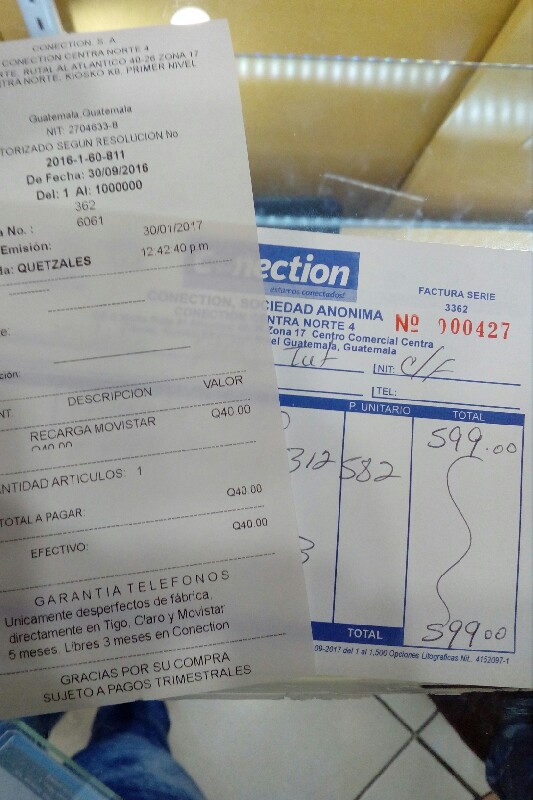 CONECTION, S.A.
CONECTION CENTRA NORTE 4
RTE, RUTAL AL ATLANTICO 40-26 ZONA 17
NTRA NORTE, KIOSKO K8, PRIMER NIVEL
Guatemala, Guatemala
NIT: 2704633-8
TORIZADO SEGUN RESOLUCION No
2016-1-60-811
De Fecha: 30/09/2016
Del: 1 Al: 1000000
362
a No.: 6061
Emisión: 30/01/2017
12:42:40 p.m
da: QUETZALES
e:
ción:
NT. DESCRIPCION VALOR
RECARGA MOVISTAR Q40.00
Q40.00
NTIDAD ARTICULOS: 1
TOTAL A PAGAR: Q40.00
EFECTIVO: Q40.00
GARANTIA TELEFONOS
Unicamente desperfectos de fábrica,
directamente en Tigo, Claro y Movistar
5 meses, Libres 3 meses en Conection
GRACIAS POR SU COMPRA
SUJETO A PAGOS TRIMESTRALES
nection
estamos conectados!
FACTURA SERIE
3362
Nº 000427
CIEDAD ANONIMA
NTRA NORTE 4
Zona 17 Centro Comercial Centra
el Guatemala, Guatemala
NIT: C/F
TEL:
P. UNITARIO TOTAL
599.00
312 582
3
TOTAL 599.00
09-2017 del 1 al 1,500 Opciones Litograficas Nit.. 4152097-1